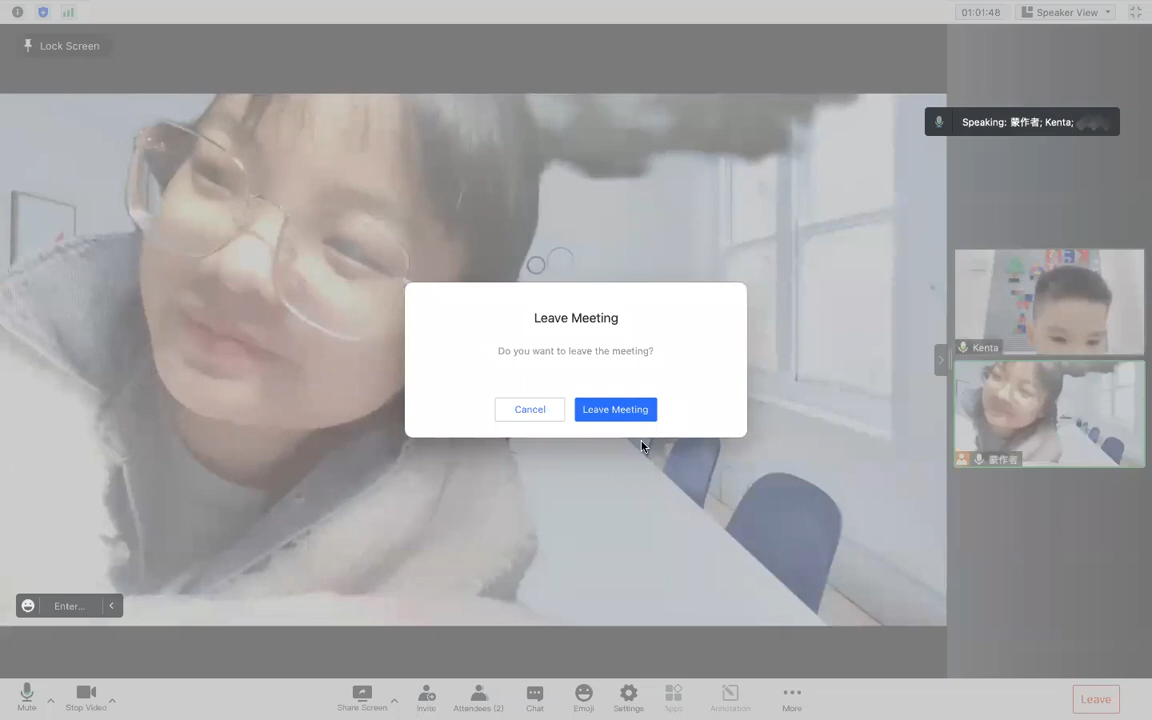 01:01:48
Speaker View
Lock Screen
Speaking: 蒙作者; Kenta;
Leave Meeting
Do you want to leave the meeting?
Cancel
Leave Meeting
Kenta
蒙作者
Enter...
Mute
Stop Video
Share Screen
Invite
Attendees (2)
Chat
Emoji
Settings
Apps
Annotation
More
Leave